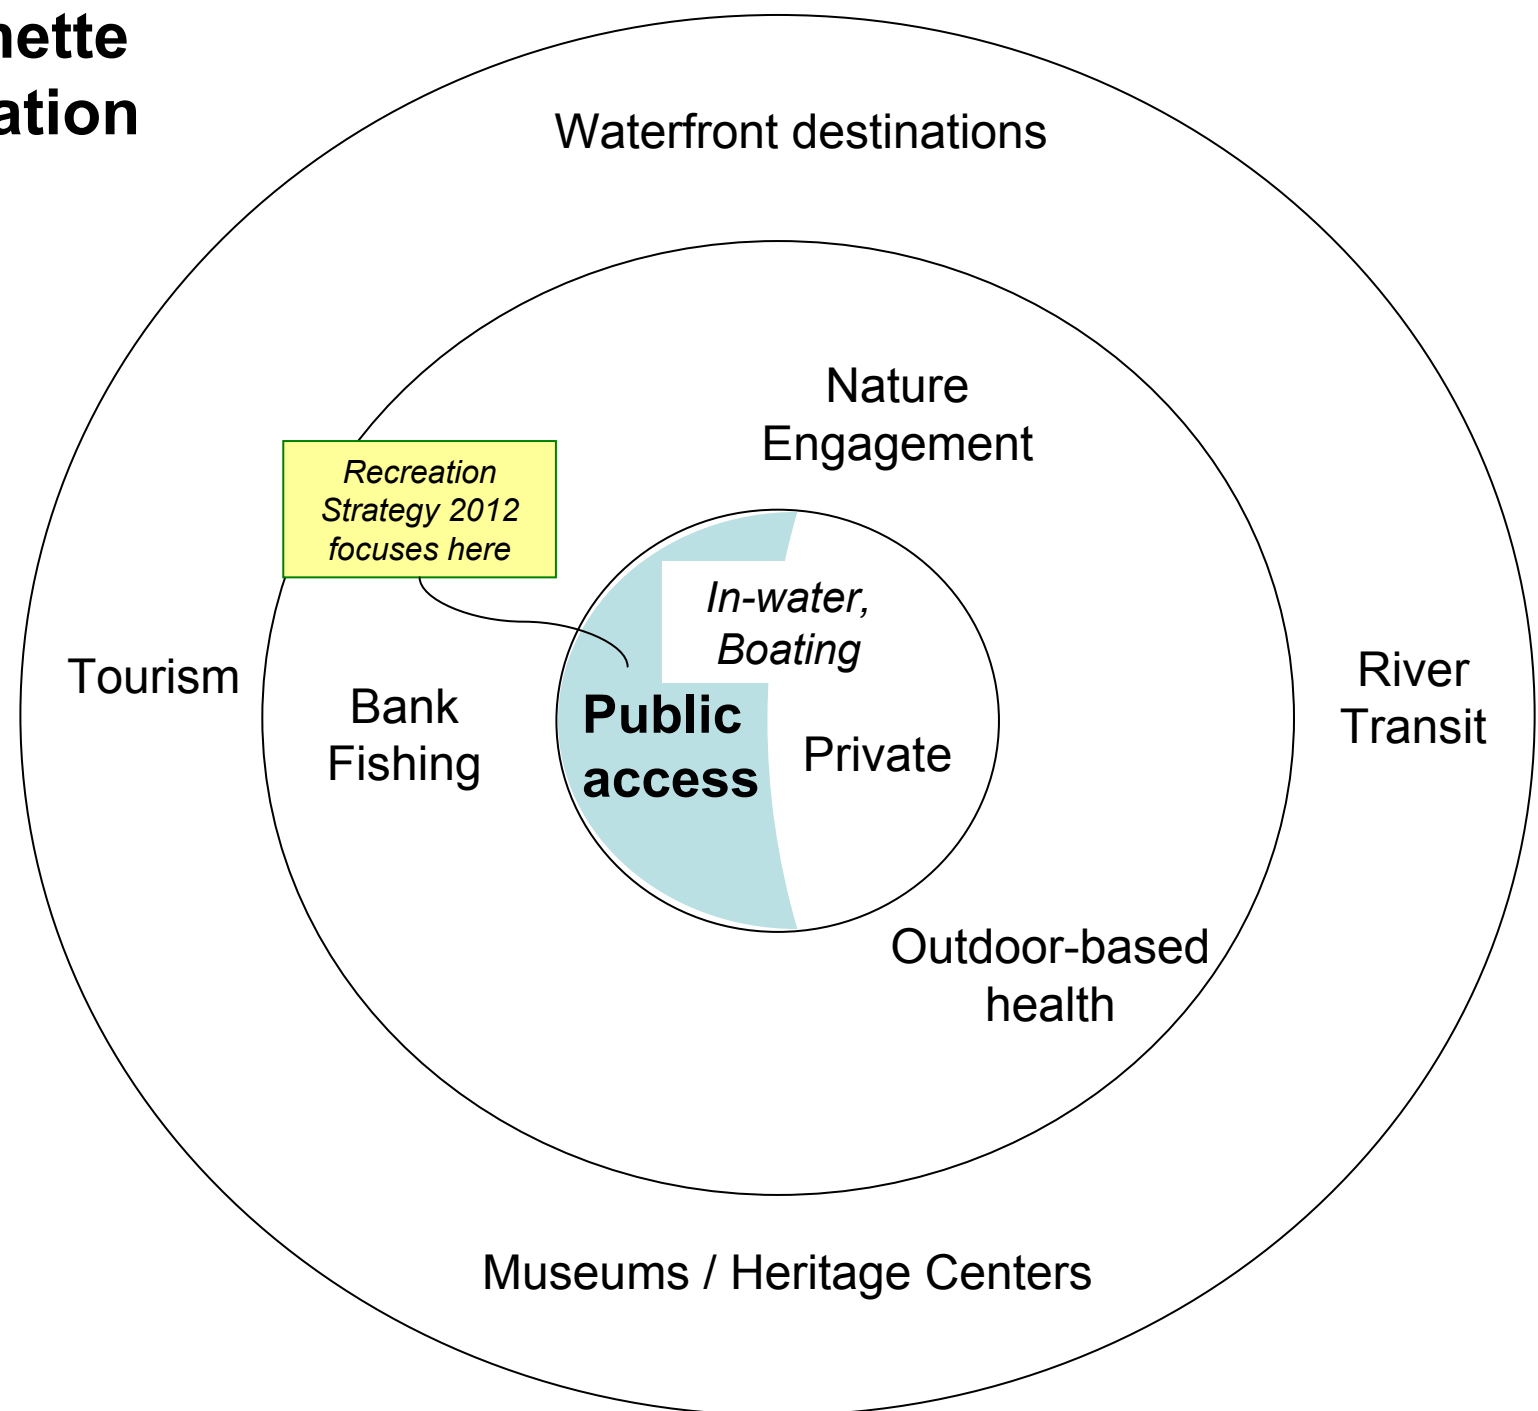 nette
ation
Waterfront destinations
Nature
Engagement
Recreation
Strategy 2012
focuses here
In-water,
Boating
Tourism
Bank
Fishing
Public
access
Private
River
Transit
Outdoor-based
health
Museums / Heritage Centers